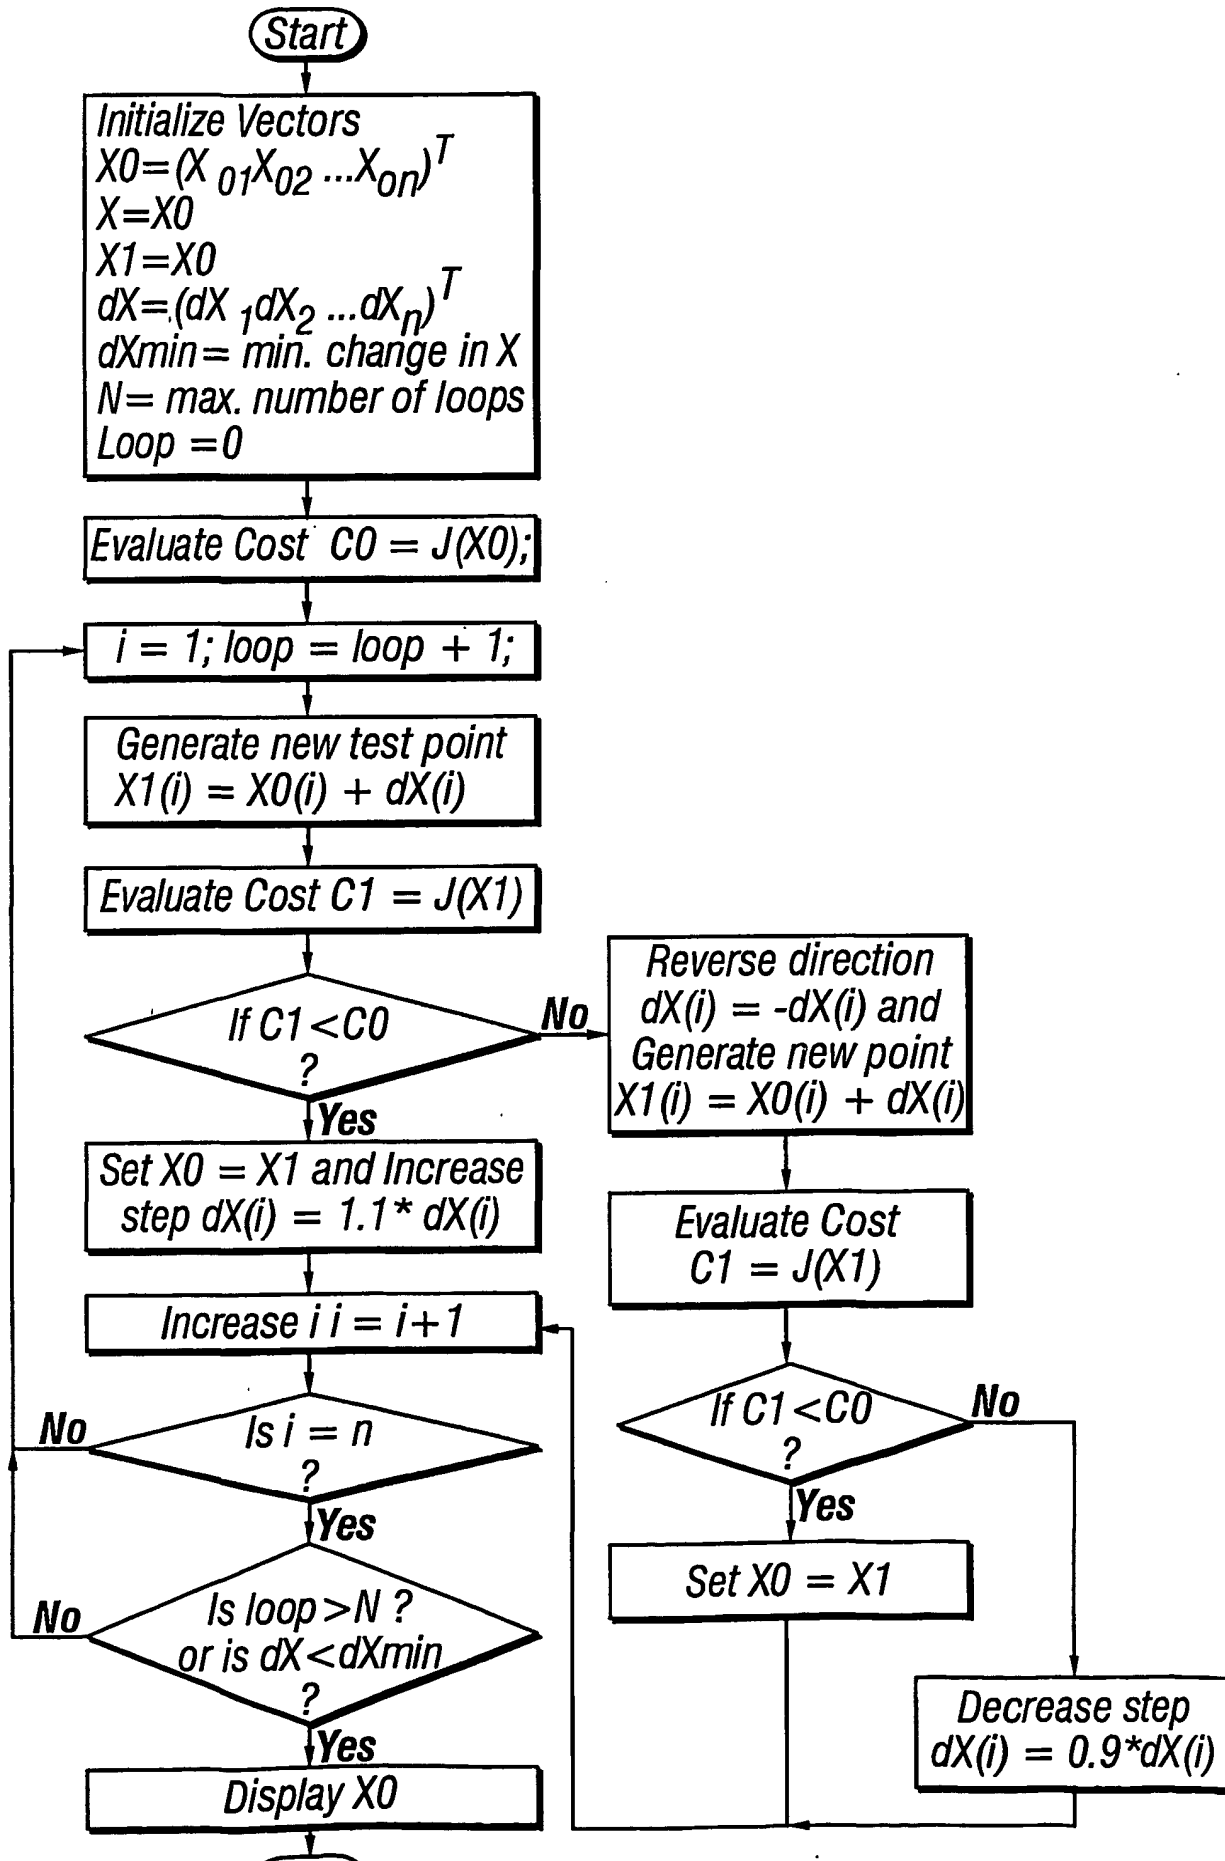 Start
Initialize Vectors
X0=(X 01X02 ...Xon)T
X=X0
X1=X0
dX=(dX 1dX2 ...dXn)T
dXmin= min. change in X
N= max. number of loops
Loop =0
Evaluate Cost C0 = J(X0);
i = 1; loop = loop + 1;
Generate new test point
X1(i) = X0(i) + dX(i)
Evaluate Cost C1 = J(X1)
If C1<C0
?
No
Yes
Reverse direction
dX(i) = -dX(i) and
Generate new point
X1(i) = X0(i) + dX(i)
Set X0 = X1 and Increase
step dX(i) = 1.1* dX(i)
Evaluate Cost
C1 = J(X1)
Increase i i = i+1
If C1<C0
?
No
Yes
Is i = n
?
No
Yes
Set X0 = X1
Is loop>N ?
or is dX<dXmin
?
No
Yes
Decrease step
dX(i) = 0.9*dX(i)
Display X0